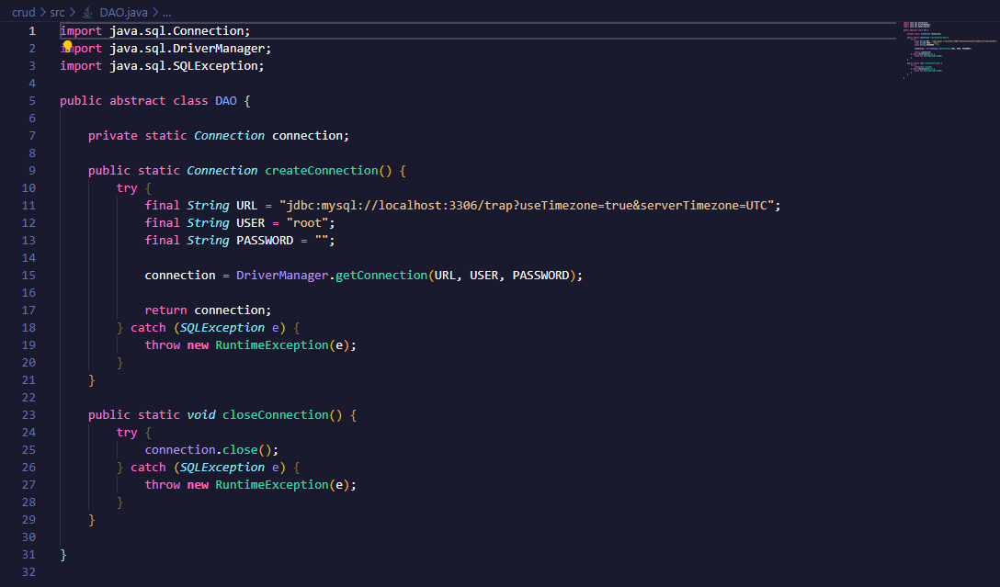 crud > src > DAO.java > ...
1 import java.sql.Connection;
2 import java.sql.DriverManager;
3 import java.sql.SQLException;
4
5 public abstract class DAO {
6
7     private static Connection connection;
8
9     public static Connection createConnection() {
10         try {
11             final String URL = "jdbc:mysql://localhost:3306/trap?useTimezone=true&serverTimezone=UTC";
12             final String USER = "root";
13             final String PASSWORD = "";
14
15             connection = DriverManager.getConnection(URL, USER, PASSWORD);
16
17             return connection;
18         } catch (SQLException e) {
19             throw new RuntimeException(e);
20         }
21     }
22
23     public static void closeConnection() {
24         try {
25             connection.close();
26         } catch (SQLException e) {
27             throw new RuntimeException(e);
28         }
29     }
30
31 }
32